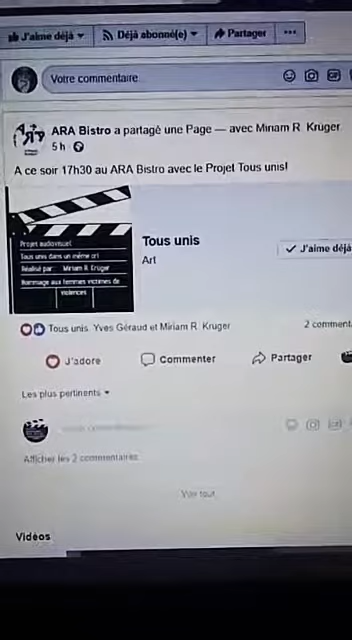 J'aime déjà
Déjà abonné(e)
Partager
Votre commentaire
GIF
ARA Bistro a partagé une Page — avec Miriam R. Krüger
5 h
A ce soir 17h30 au ARA Bistro avec le Projet Tous unis!
Projet audiovisuel
Tous unis dans un même cri
Réalisé par: Miriam R. Krüger
Hommage aux femmes victimes de
violences
Tous unis
Art
J'aime déjà
Tous unis. Yves Géraud et Miriam R. Kruger
2 comment
J'adore
Commenter
Partager
Les plus pertinents
Afficher les 2 commentaires
Voir tout
Vidéos